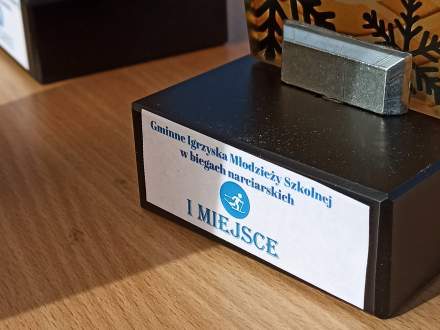 Gminne Igrzyska Młodzieży Szkolnej
w biegach narciarskich
I MIEJSCE